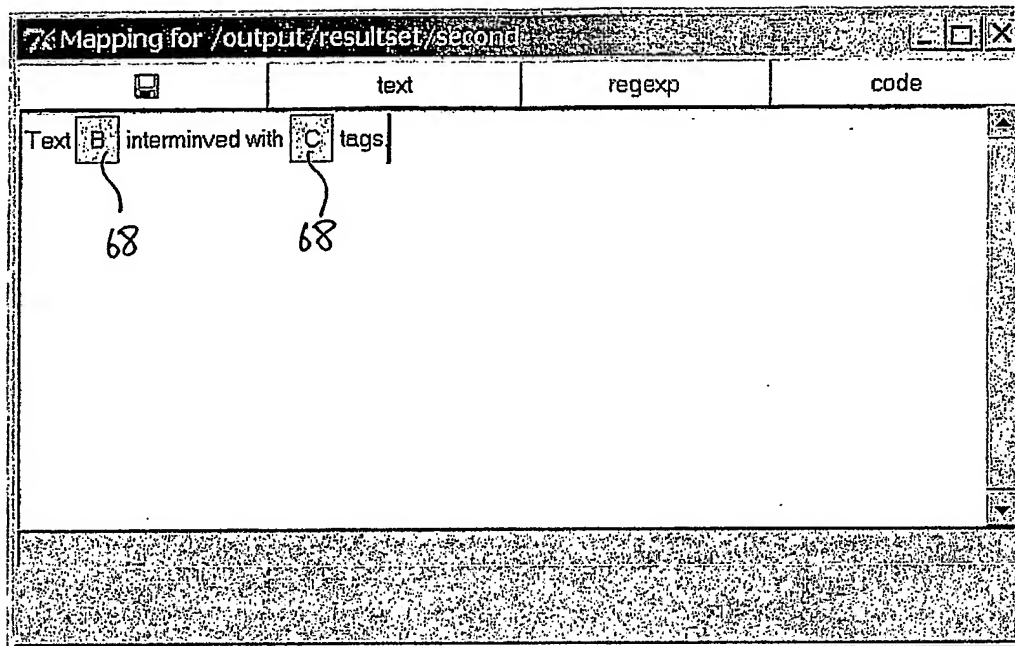 Mapping for /output/resultset/second
text regexp code
Text B interminved with C tags.
68 68